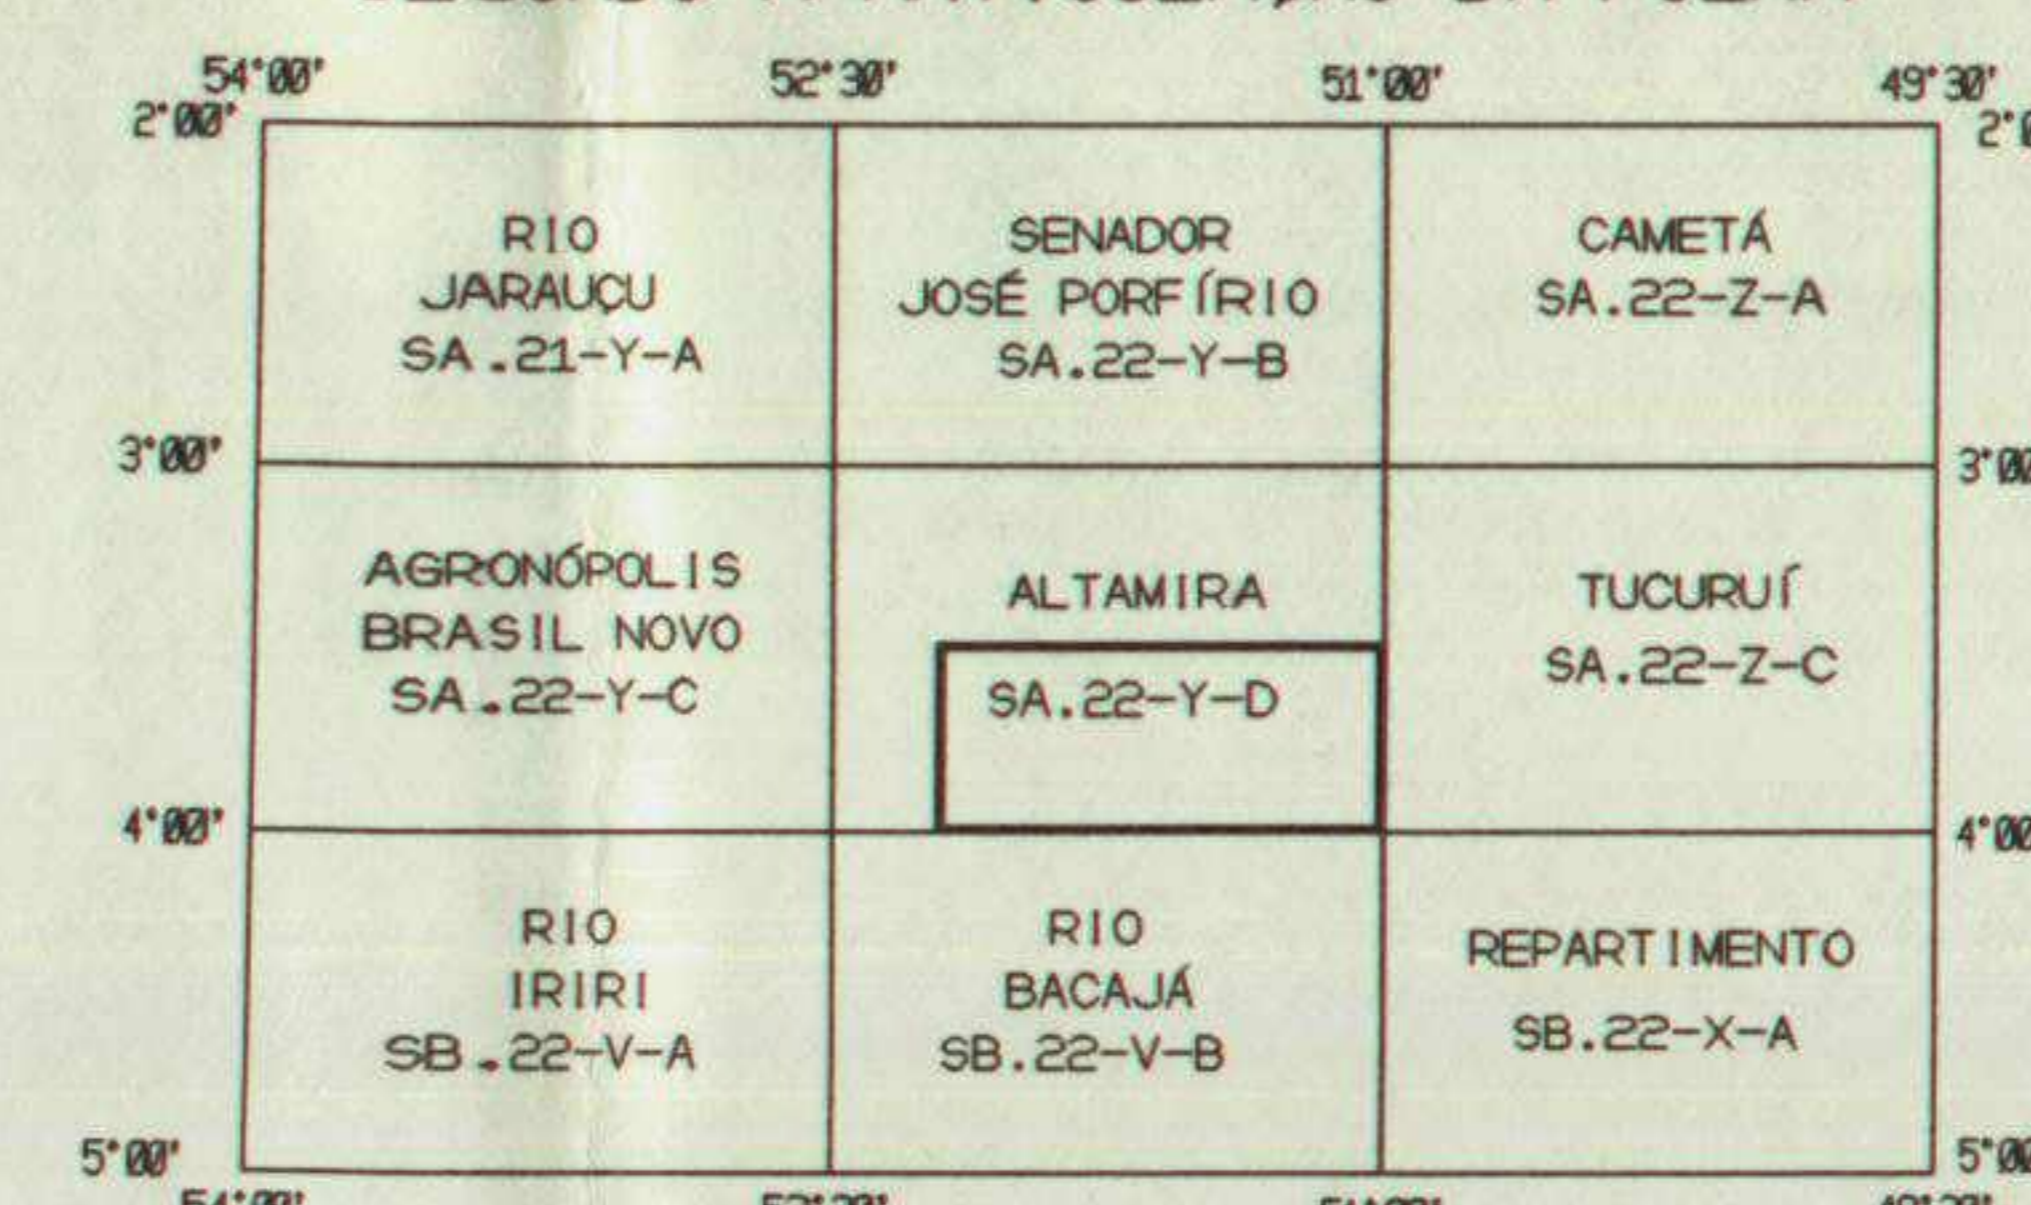 54°00' 52°30' 51°00' 49°30'
2°00'
RIO
JARAUÇU
SA.21-Y-A
SENADOR
JOSÉ PORFÍRIO
SA.22-Y-B
CAMETÁ
SA.22-Z-A
3°00' 3°00
AGRONÓPOLIS
BRASIL NOVO
SA.22-Y-C
ALTAMIRA
SA.22-Y-D
TUCURUÍ
SA.22-Z-C
4°00' 4°00
RIO
IRIRI
SB.22-V-A
RIO
BACAJÁ
SB.22-V-B
REPARTIMENTO
SB.22-X-A
5°00' 5°00